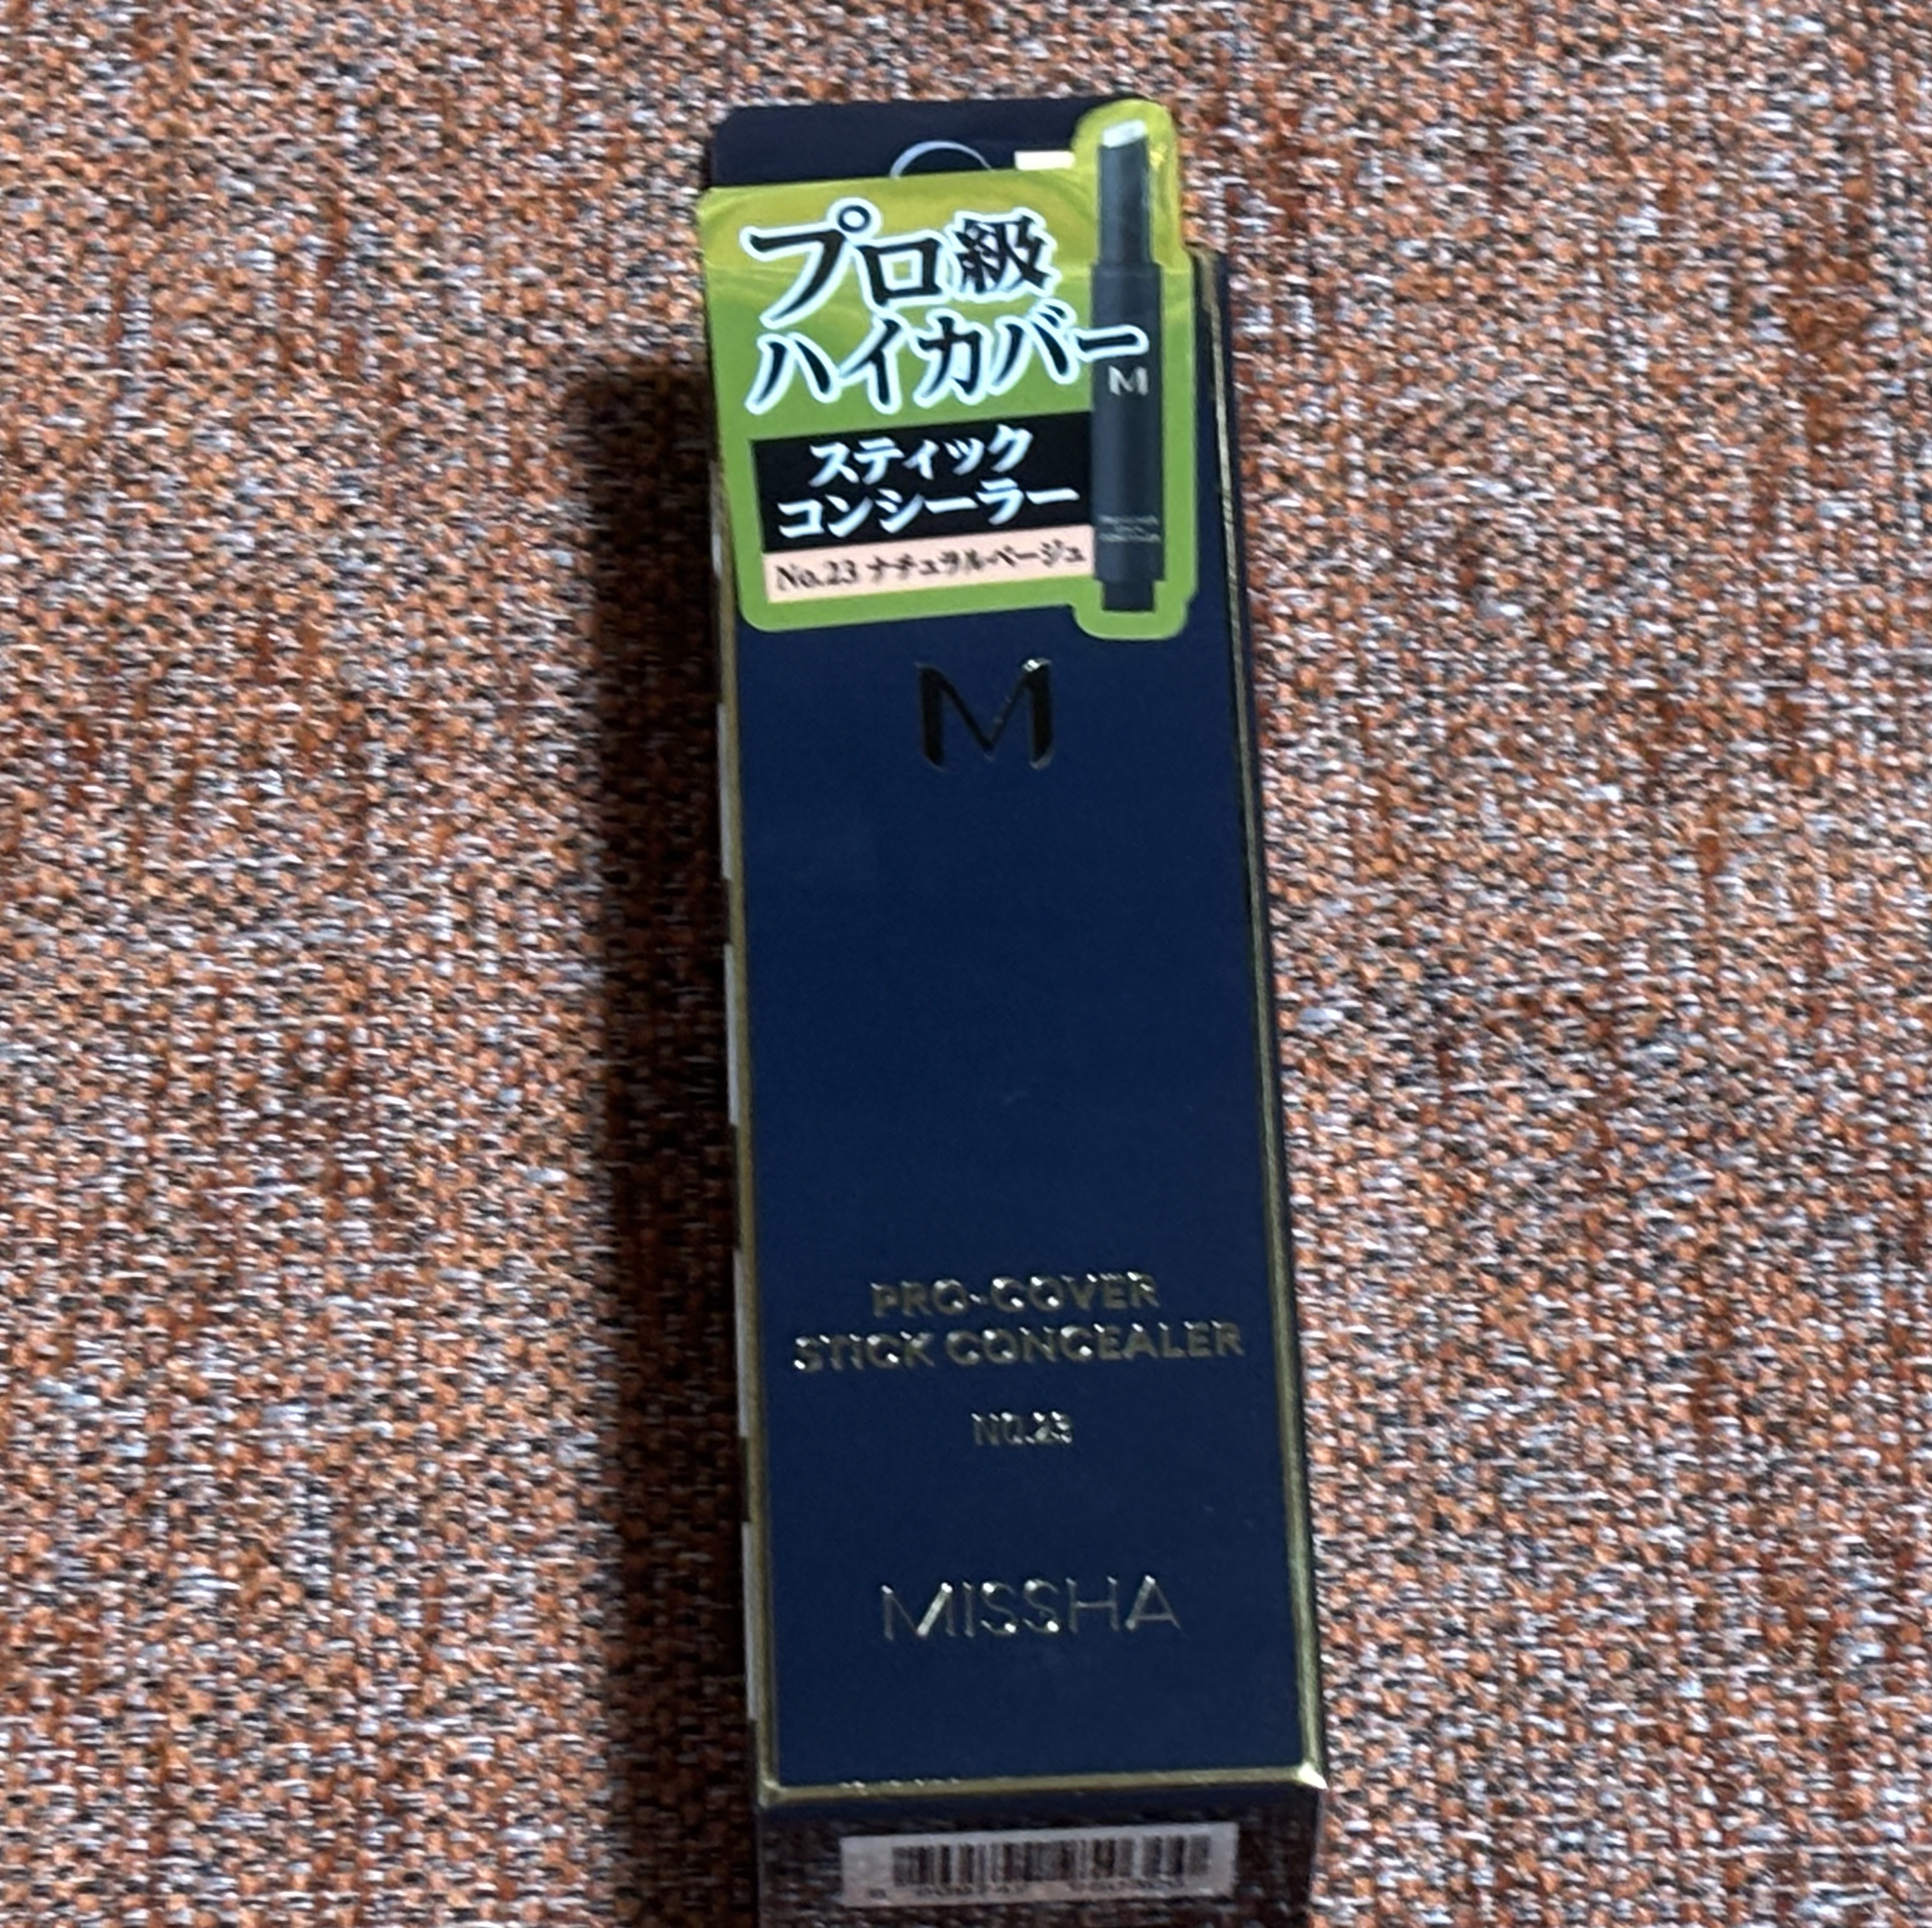 プロ級
ハイカバー
スティック
コンシーラー
No.23 ナチュラルベージュ
M
M
PRO-COVER
STICK CONCEALER
NO.23
MISSHA